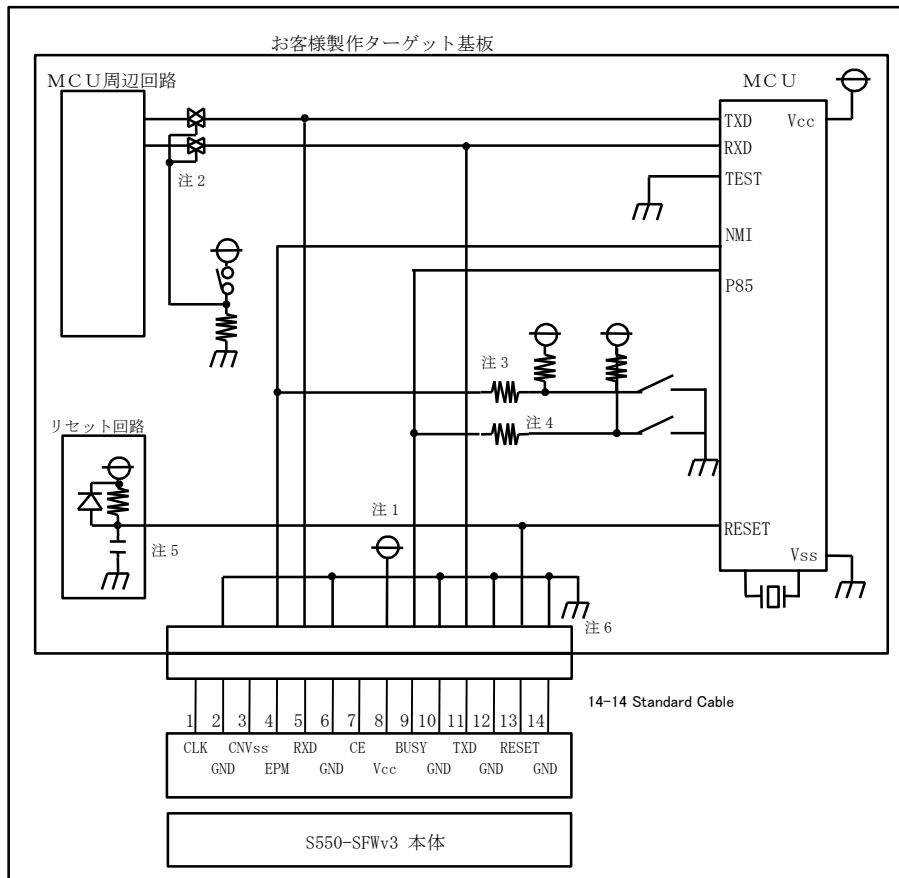 お客様製作ターゲット基板
MCU周辺回路
MCU
TXD
Vcc
RXD
注2
TEST
NMI
P85
注3
注4
リセット回路
注1
注5
RESET
Vss
注6
14-14 Standard Cable
1 2 3 4 5 6 7 8 9 10 11 12 13 14
CLK CNVss RXD CE BUSY TXD RESET
GND EPM GND Vcc GND GND GND
S550-SFWv3 本体